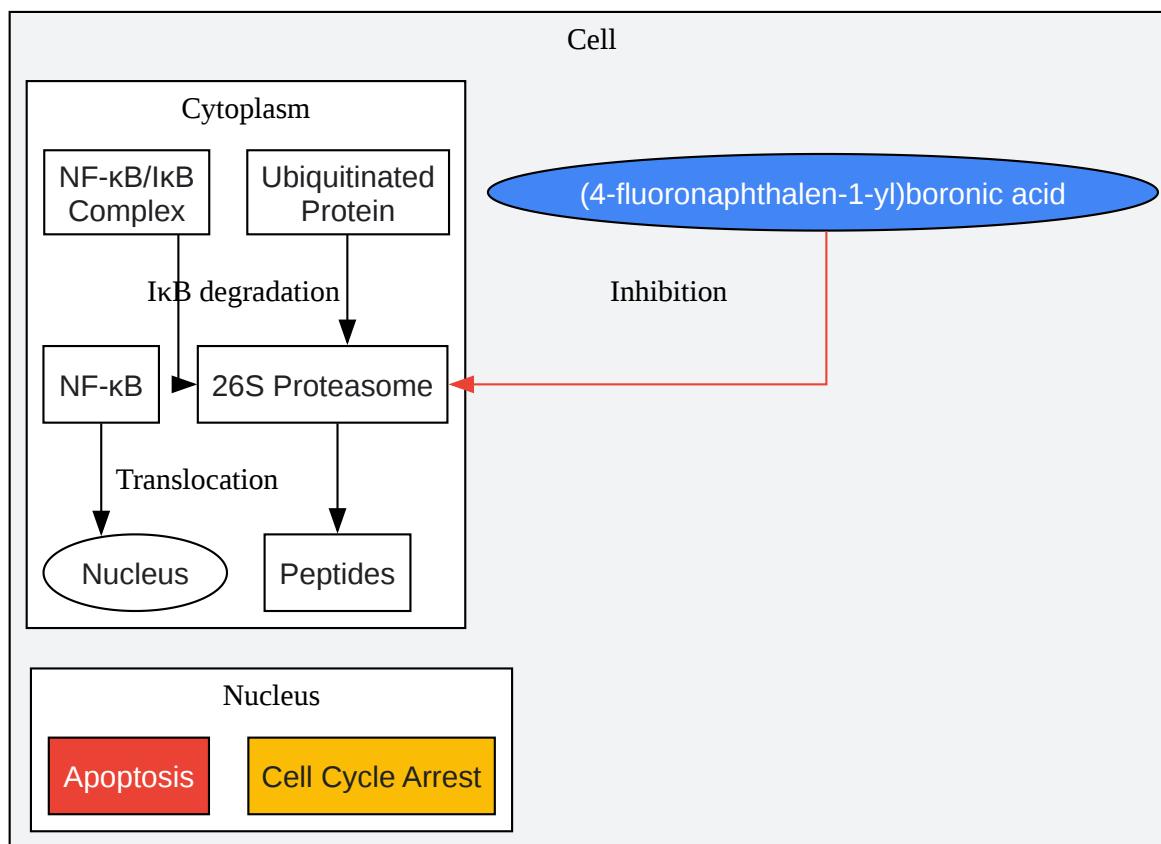 Cell
Cytoplasm
NF-κB/IκB
Complex
Ubiquitinated
Protein
(4-fluoronaphthalen-1-yl)boronic acid
IκB degradation
Inhibition
NF-κB
26S Proteasome
Translocation
Nucleus
Peptides
Nucleus
Apoptosis
Cell Cycle Arrest